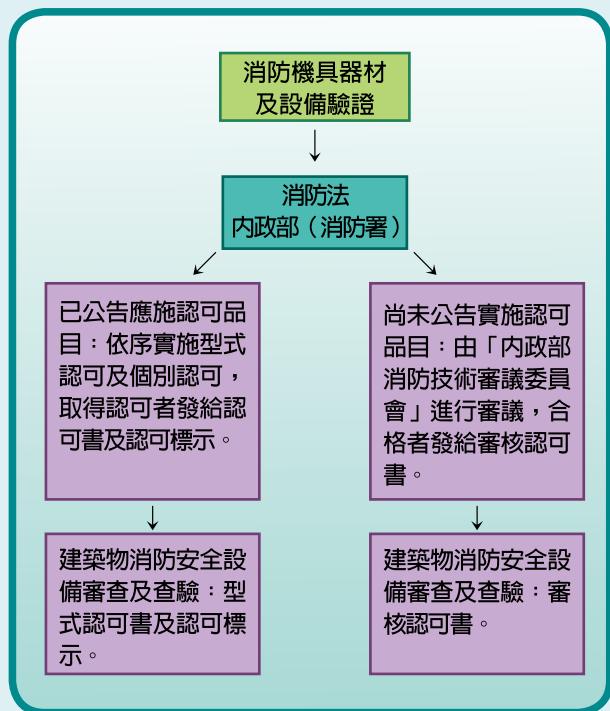 消防機具器材
及設備驗證
消防法
內政部（消防署）
已公告應施認可品
目：依序實施型式
認可及個別認可，
取得認可者發給認
可書及認可標示。
尚未公告實施認可
品目：由「內政部
消防技術審議委員
會」進行審議，合
格者發給審核認可
書。
建築物消防安全設
備審查及查驗：型
式認可書及認可標
示。
建築物消防安全設
備審查及查驗：審
核認可書。